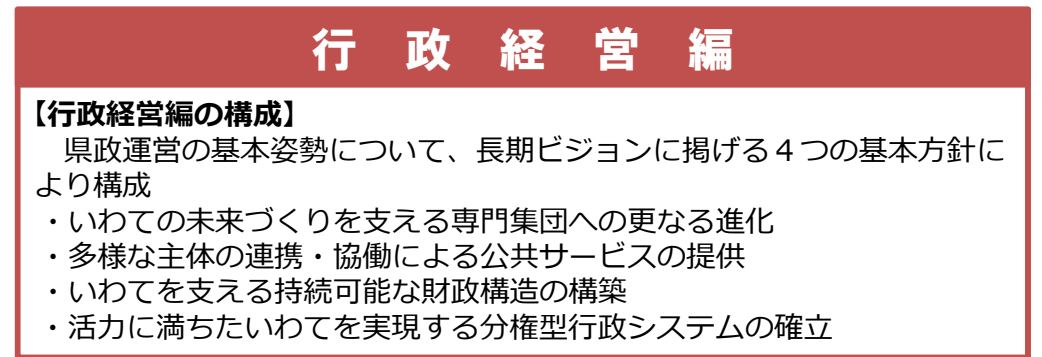 行政経営編
【行政経営編の構成】
　県政運営の基本姿勢について、長期ビジョンに掲げる４つの基本方針に
より構成
・いわての未来づくりを支える専門集団への更なる進化
・多様な主体の連携・協働による公共サービスの提供
・いわてを支える持続可能な財政構造の構築
・活力に満ちたいわてを実現する分権型行政システムの確立